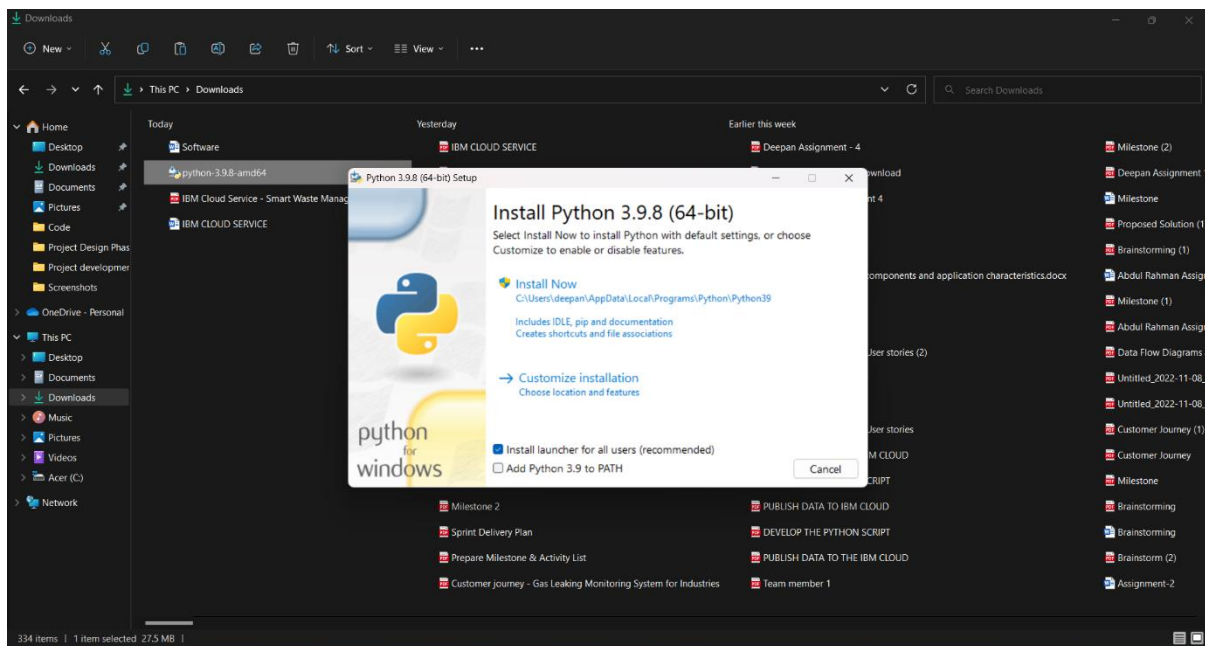 Downloads
New
Sort
View
This PC > Downloads
Search Downloads
Home
Desktop
Downloads
Documents
Pictures
Code
Project Design Phas
Project developmer
Screenshots
OneDrive - Personal
This PC
Desktop
Documents
Downloads
Music
Pictures
Videos
Acer (C:)
Network
Today
Software
python-3.9.8-amd64
IBM Cloud Service - Smart Waste Manag
IBM CLOUD SERVICE
Yesterday
IBM CLOUD SERVICE
Milestone 2
Sprint Delivery Plan
Prepare Milestone & Activity List
Customer journey - Gas Leaking Monitoring System for Industries
Earlier this week
Deepan Assignment - 4
wnload
nt 4
omponents and application characteristics.docx
Jser stories (2)
Jser stories
M CLOUD
CRIPT
PUBLISH DATA TO IBM CLOUD
DEVELOP THE PYTHON SCRIPT
PUBLISH DATA TO THE IBM CLOUD
Team member 1
Milestone (2)
Deepan Assignment
Milestone
Proposed Solution (1
Brainstorming (1)
Abdul Rahman Assig
Milestone (1)
Abdul Rahman Assig
Data Flow Diagrams
Untitled_2022-11-08_
Untitled_2022-11-08_
Customer Journey (1)
Customer Journey
Milestone
Brainstorming
Brainstorming
Brainstorm (2)
Assignment-2
Python 3.9.8 (64-bit) Setup
Install Python 3.9.8 (64-bit)
Select Install Now to install Python with default settings, or choose
Customize to enable or disable features.
Install Now
C:\Users\deepan\AppData\Local\Programs\Python\Python39
Includes IDLE, pip and documentation
Creates shortcuts and file associations
Customize installation
Choose location and features
python
for
windows
Install launcher for all users (recommended)
Add Python 3.9 to PATH
Cancel
334 items | 1 item selected 27.5 MB |